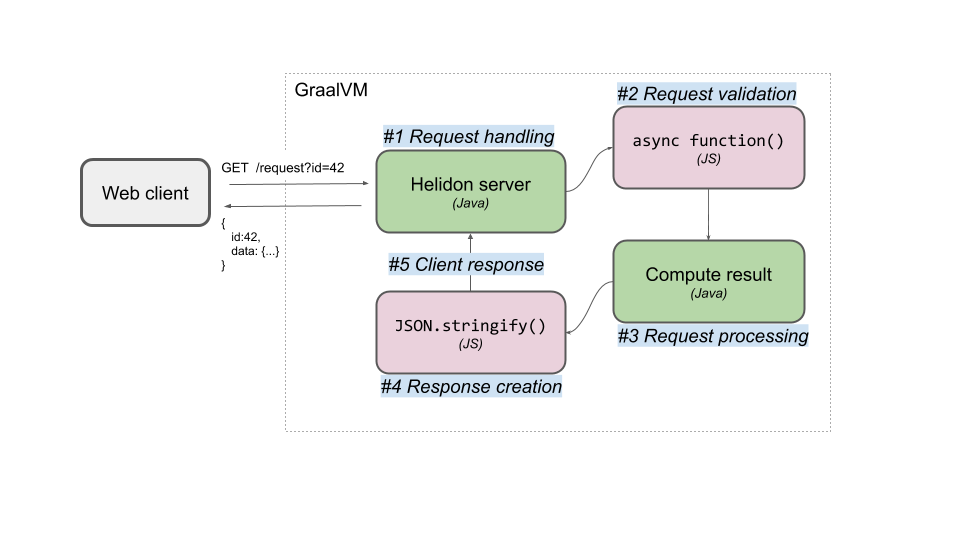 GraalVM
#1 Request handling
#2 Request validation
Web client
GET /request?id=42
{
id:42,
data: {...}
}
Helidon server
(Java)
async function()
(JS)
Compute result
(Java)
#3 Request processing
JSON.stringify()
(JS)
#4 Response creation
#5 Client response